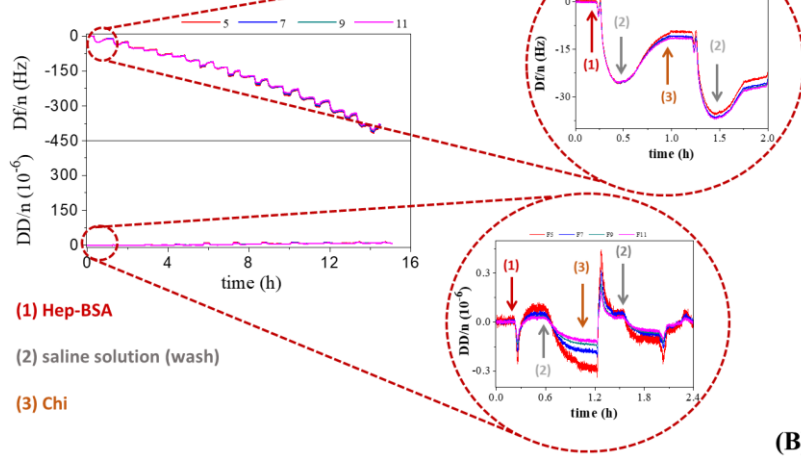 5 7 9 11
0
-150
-300
-450
Df/n (Hz)
300
150
0
DD/n (10⁻⁶)
0 4 8 12 16
time (h)
0
-15
-30
Df/n (Hz)
(1)
(2)
(3)
(2)
0.0 0.5 1.0 1.5 2.0
time (h)
F5 F7 F9 F11
0.3
0.0
-0.3
DD/n (10⁻⁶)
(1)
(2)
(3)
(2)
0.0 0.6 1.2 1.8 2.4
time (h)
(1) Hep-BSA
(2) saline solution (wash)
(3) Chi
(B